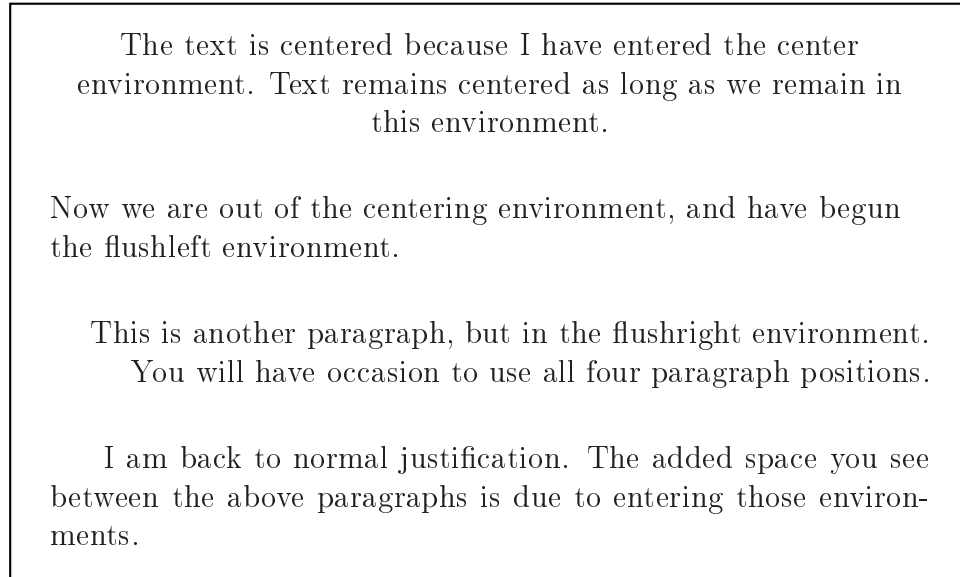 The text is centered because I have entered the center
environment. Text remains centered as long as we remain in
this environment.
Now we are out of the centering environment, and have begun
the flushleft environment.
This is another paragraph, but in the flushright environment.
You will have occasion to use all four paragraph positions.
I am back to normal justification. The added space you see
between the above paragraphs is due to entering those environ-
ments.